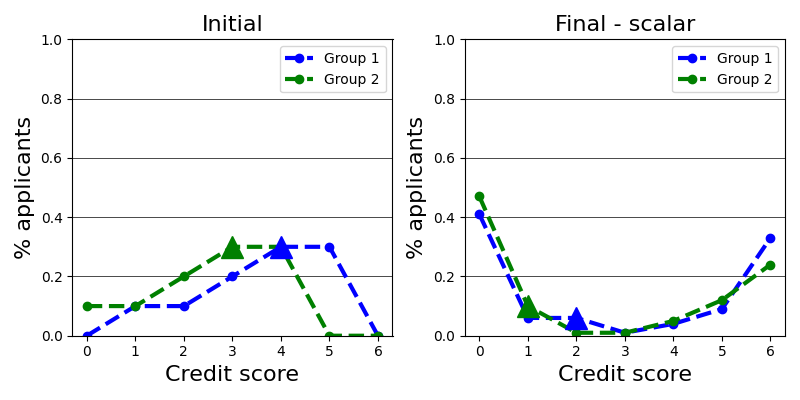 Initial
% applicants
1.0
0.8
0.6
0.4
0.2
0.0
Group 1
Group 2
0 1 2 3 4 5 6
Credit score
Final - scalar
% applicants
1.0
0.8
0.6
0.4
0.2
0.0
Group 1
Group 2
0 1 2 3 4 5 6
Credit score